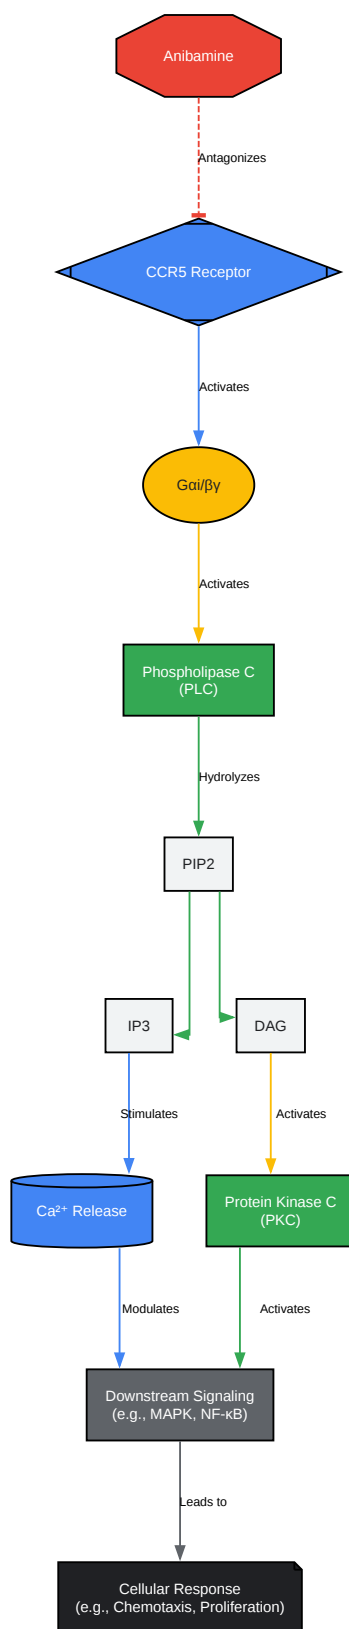 Anibamine
Antagonizes
CCR5 Receptor
Activates
Gαi/βγ
Activates
Phospholipase C
(PLC)
Hydrolyzes
PIP2
IP3
DAG
Stimulates
Activates
Ca²⁺ Release
Protein Kinase C
(PKC)
Modulates
Activates
Downstream Signaling
(e.g., MAPK, NF-κB)
Leads to
Cellular Response
(e.g., Chemotaxis, Proliferation)